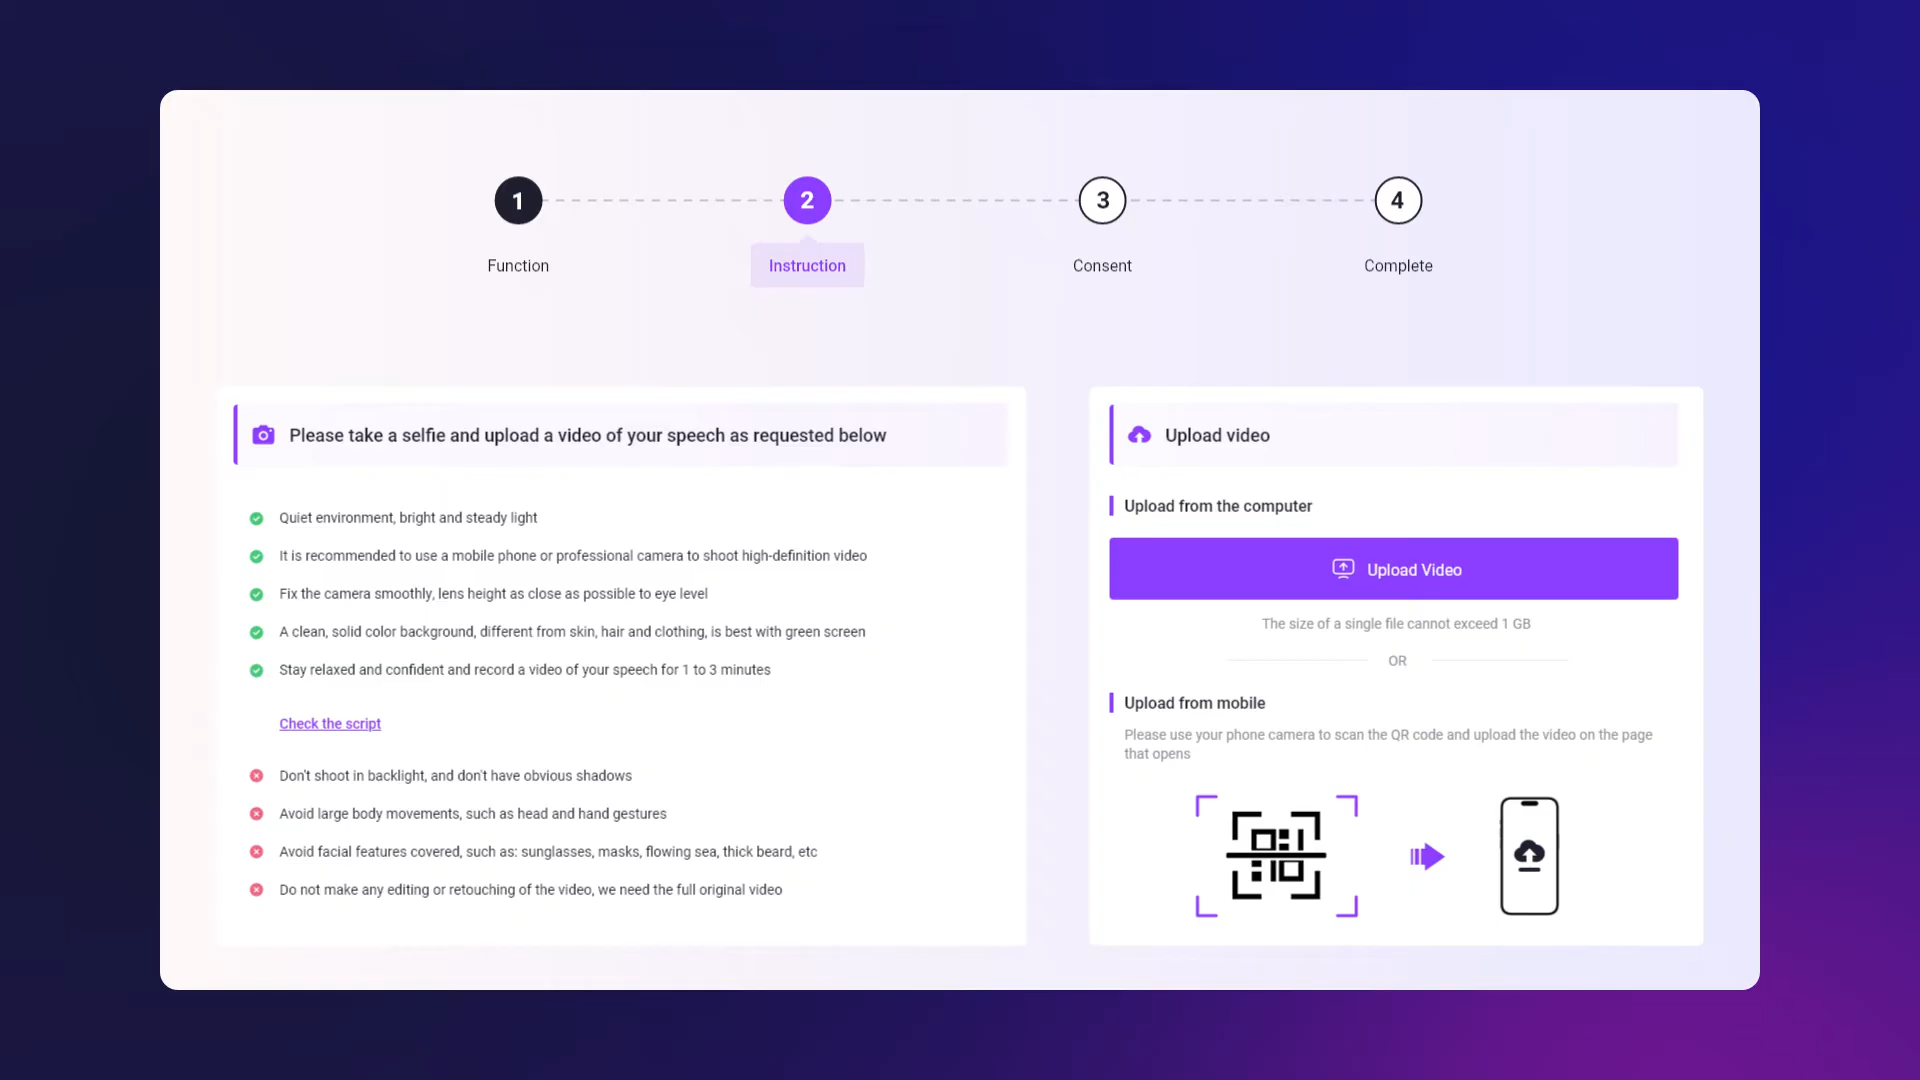 1
2
3
4
Function
Instruction
Consent
Complete
Please take a selfie and upload a video of your speech as requested below
Quiet environment, bright and steady light
It is recommended to use a mobile phone or professional camera to shoot high-definition video
Fix the camera smoothly, lens height as close as possible to eye level
A clean, solid color background, different from skin, hair and clothing, is best with green screen
Stay relaxed and confident and record a video of your speech for 1 to 3 minutes
Check the script
Don't shoot in backlight, and don't have obvious shadows
Avoid large body movements, such as head and hand gestures
Avoid facial features covered, such as: sunglasses, masks, flowing sea, thick beard, etc
Do not make any editing or retouching of the video, we need the full original video
Upload video
Upload from the computer
Upload Video
The size of a single file cannot exceed 1 GB
OR
Upload from mobile
Please use your phone camera to scan the QR code and upload the video on the page
that opens